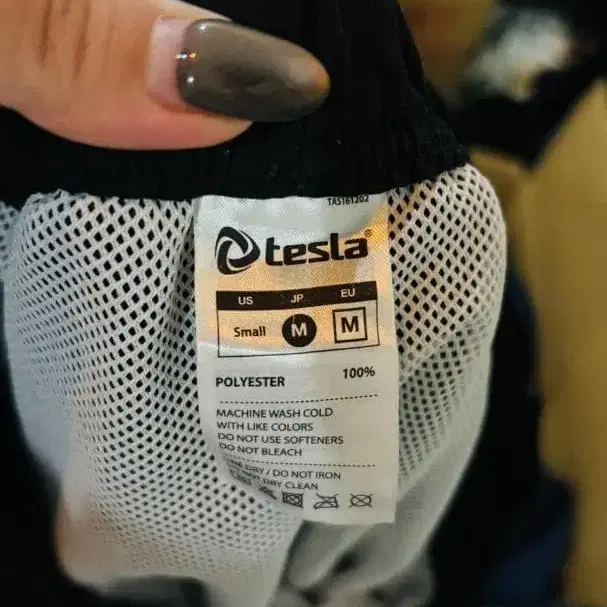 TAS161202
tesla®
US JP EU
Small M M
POLYESTER 100%
MACHINE WASH COLD
WITH LIKE COLORS
DO NOT USE SOFTENERS
DO NOT BLEACH
DRY / DO NOT IRON
DRY CLEAN